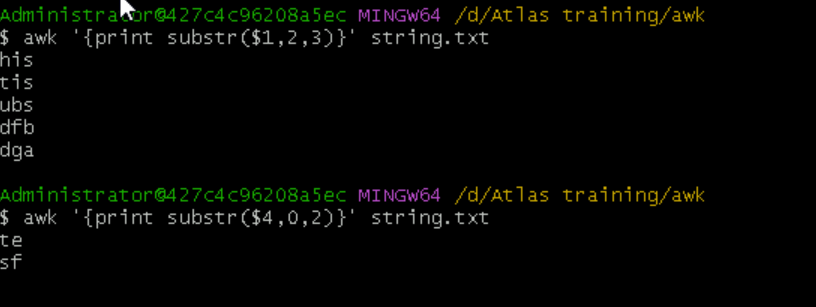 Administrator@427c4c96208a5ec MINGW64 /d/Atlas training/awk
$ awk '{print substr($1,2,3)}' string.txt
his
tis
ubs
dfb
dga
Administrator@427c4c96208a5ec MINGW64 /d/Atlas training/awk
$ awk '{print substr($4,0,2)}' string.txt
te
sf